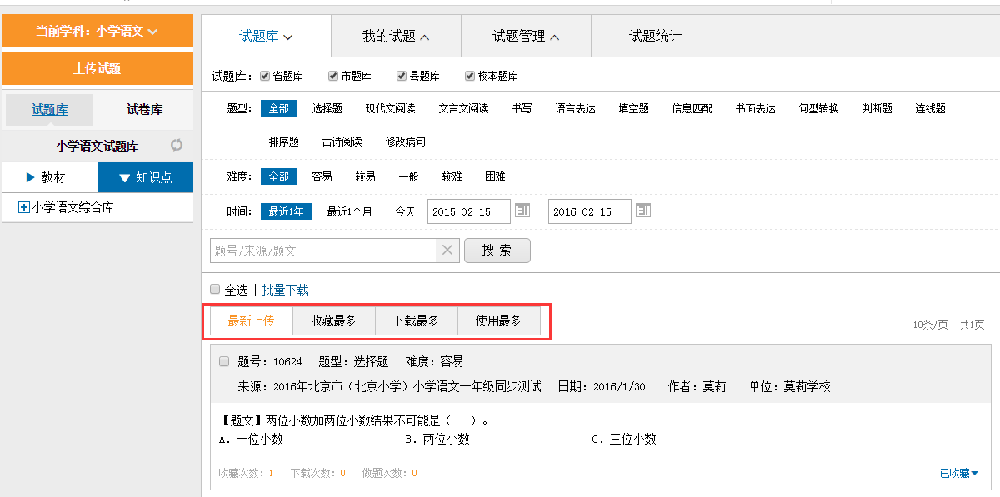 当前学科：小学语文
上传试题
试题库 试卷库
小学语文试题库
教材 知识点
小学语文综合库
试题库 我的试题 试题管理 试题统计
试题库： 省题库 市题库 县题库 校本题库
题型： 全部 选择题 现代文阅读 文言文阅读 书写 语言表达 填空题 信息匹配 书面表达 句型转换 判断题 连线题
排序题 古诗阅读 修改病句
难度： 全部 容易 较易 一般 较难 困难
时间： 最近1年 最近1个月 今天 2015-02-15 31 — 2016-02-15 31
题号/来源/题文 搜 索
全选 | 批量下载
最新上传 收藏最多 下载最多 使用最多 10条/页 共1页
题号：10624 题型：选择题 难度：容易
来源：2016年北京市（北京小学）小学语文一年级同步测试 日期：2016/1/30 作者：莫莉 单位：莫莉学校
【题文】两位小数加两位小数结果不可能是（ ）。
A. 一位小数 B. 两位小数 C. 三位小数
收藏次数：1 下载次数：0 做题次数：0 已收藏